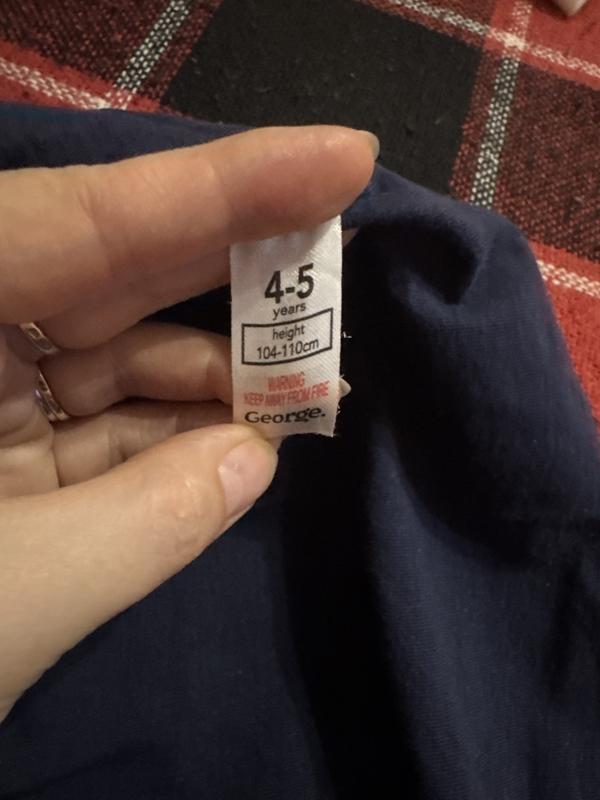 4-5
years
height
104-110cm
WARNING
KEEP AWAY FROM FIRE
George.